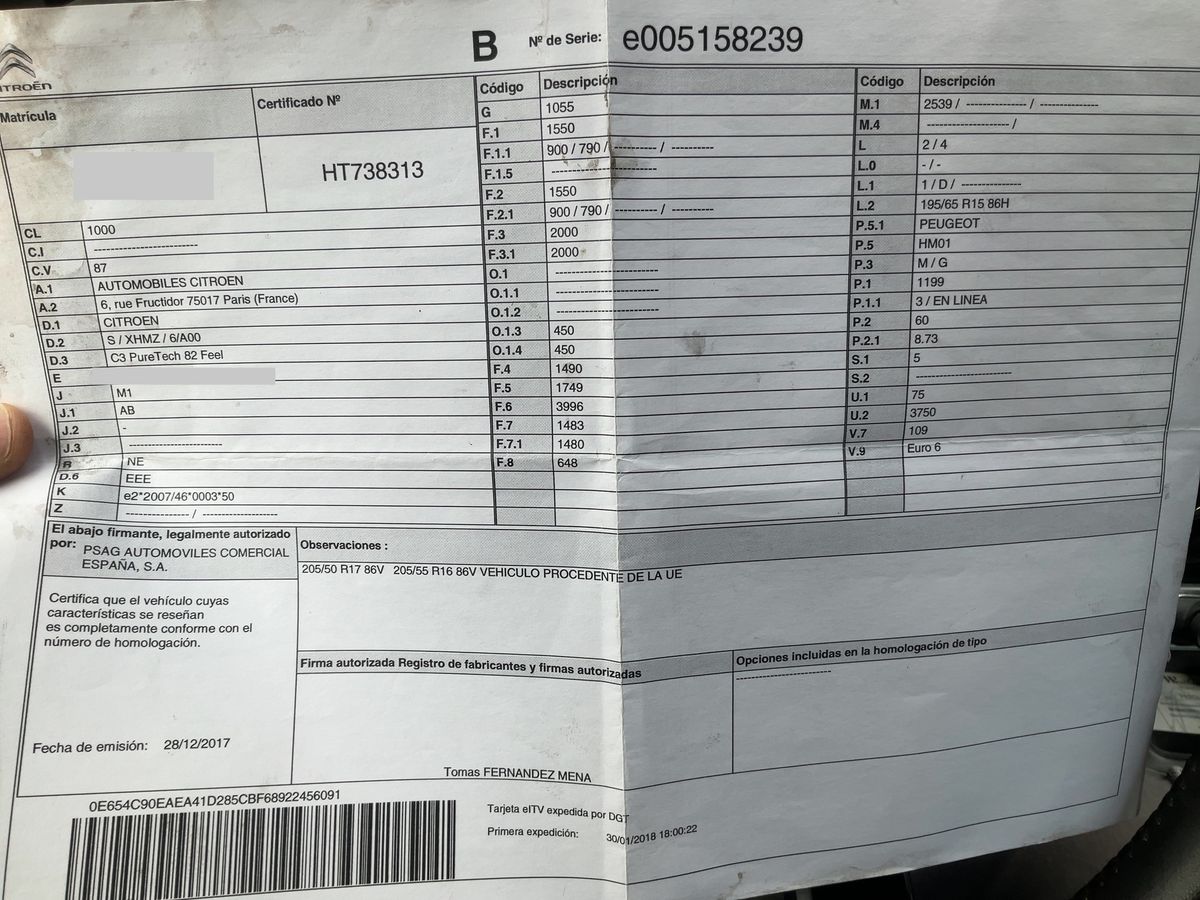 CITROËN
B Nº de Serie: e005158239
Matrícula
Certificado Nº
HT738313
CL 1000
C.I -------------------------
C.V 87
A.1 AUTOMOBILES CITROEN
A.2 6, rue Fructidor 75017 Paris (France)
D.1 CITROEN
D.2 S / XHMZ / 6/A00
D.3 C3 PureTech 82 Feel
E
J M1
J.1 AB
J.2 -
J.3 -----------------------
R NE
D.6 EEE
K e2*2007/46*0003*50
Z ---------------- / -------------------
Código Descripción
G 1055
F.1 1550
F.1.1 900 / 790 / ---------- / ----------
F.1.5 -------------------------
F.2 1550
F.2.1 900 / 790 / ---------- / ----------
F.3 2000
F.3.1 2000
O.1 -------------------------
O.1.1 -------------------------
O.1.2 -------------------------
O.1.3 450
O.1.4 450
F.4 1490
F.5 1749
F.6 3996
F.7 1483
F.7.1 1480
F.8 648
Código Descripción
M.1 2539 / --------------- / ---------------
M.4 -------------------- /
L 2 / 4
L.0 - / -
L.1 1 / D / ---------------
L.2 195/65 R15 86H
P.5.1 PEUGEOT
P.5 HM01
P.3 M / G
P.1 1199
P.1.1 3 / EN LINEA
P.2 60
P.2.1 8.73
S.1 5
S.2 -----------------------
U.1 75
U.2 3750
V.7 109
V.9 Euro 6
El abajo firmante, legalmente autorizado
por: PSAG AUTOMOVILES COMERCIAL
ESPAÑA, S.A.
Certifica que el vehículo cuyas
características se reseñan
es completamente conforme con el
número de homologación.
Fecha de emisión: 28/12/2017
Observaciones :
205/50 R17 86V 205/55 R16 86V VEHICULO PROCEDENTE DE LA UE
Firma autorizada Registro de fabricantes y firmas autorizadas
Tomas FERNANDEZ MENA
Opciones incluidas en la homologación de tipo
-----------------------
0E654C90EAEA41D285CBF68922456091
Tarjeta eITV expedida por DGT
Primera expedición: 30/01/2018 18:00:22